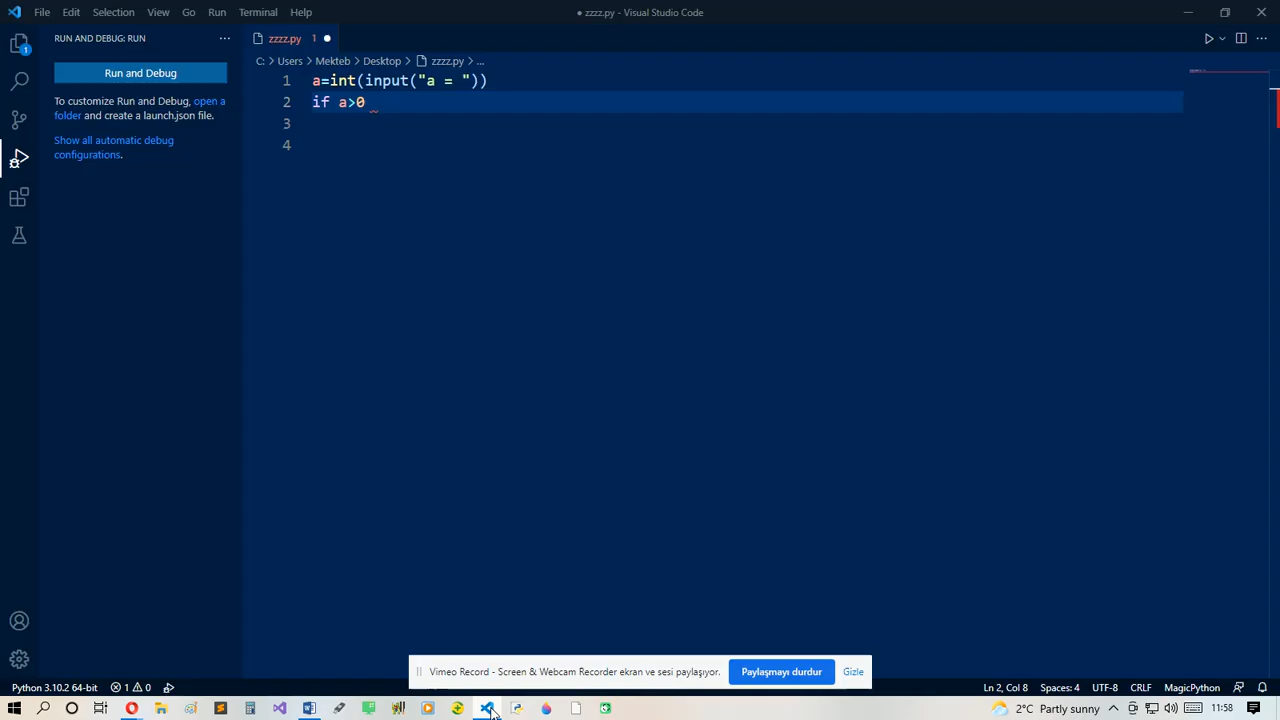 File Edit Selection View Go Run Terminal Help
● zzzz.py - Visual Studio Code
RUN AND DEBUG: RUN ...
zzzz.py 1 ●
C: > Users > Mekteb > Desktop > zzzz.py > ...
Run and Debug
To customize Run and Debug, open a
folder and create a launch.json file.
Show all automatic debug
configurations.
1 a=int(input("a = "))
2 if a>0
3
4
1
Vimeo Record - Screen & Webcam Recorder ekran ve sesi paylaşıyor. Paylaşmayı durdur Gizle
Python 3.10.2 64-bit 1 0 Ln 2, Col 8 Spaces: 4 UTF-8 CRLF MagicPython
2°C Partly sunny 11:58